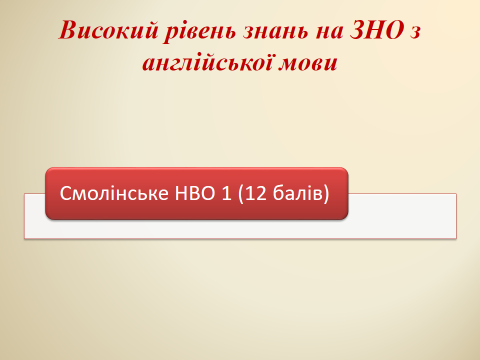 Високий рівень знань на ЗНО з
англійської мови
Смолінське НВО 1 (12 балів)